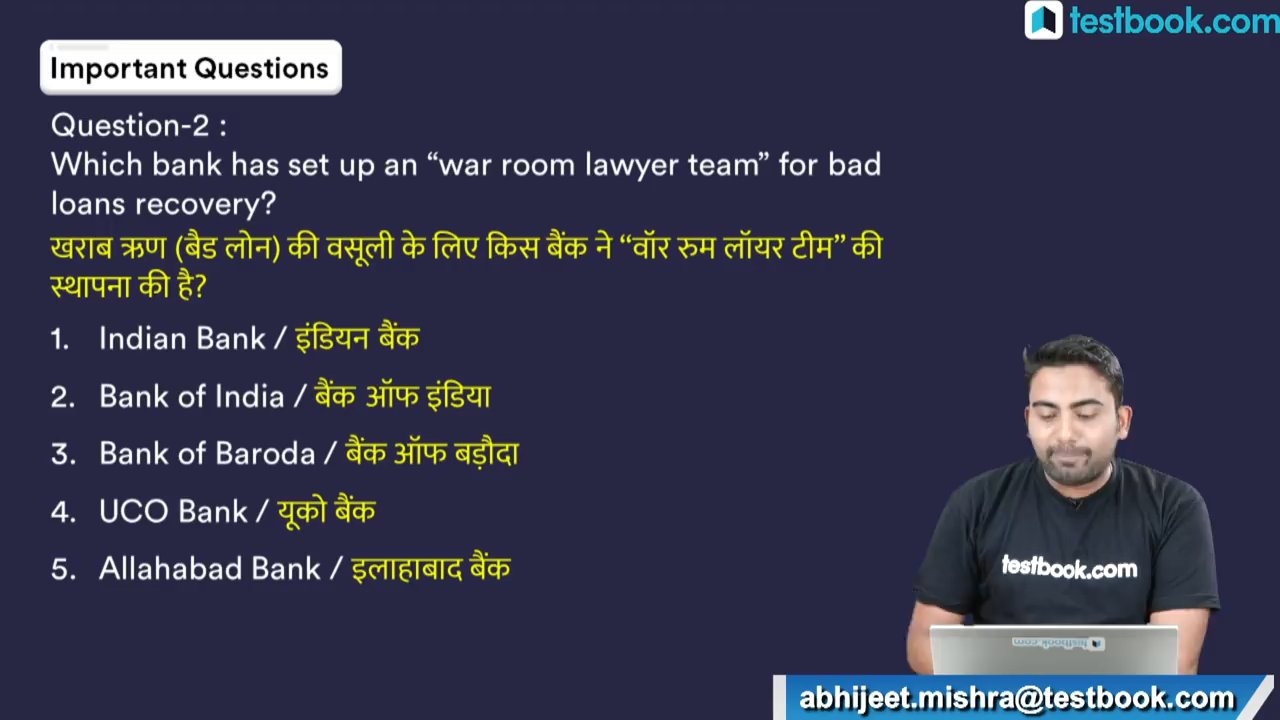 testbook.com
Important Questions
Question-2 :
Which bank has set up an “war room lawyer team” for bad
loans recovery?
खराब ऋण (बैड लोन) की वसूली के लिए किस बैंक ने “वॉर रुम लॉयर टीम” की
स्थापना की है?
1. Indian Bank / इंडियन बैंक
2. Bank of India / बैंक ऑफ इंडिया
3. Bank of Baroda / बैंक ऑफ बड़ौदा
4. UCO Bank / यूको बैंक
5. Allahabad Bank / इलाहाबाद बैंक
testbook.com
testbook.com
abhijeet.mishra@testbook.com